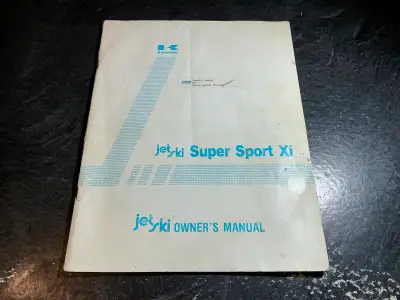 K
Kawasaki
jet ski Super Sport Xi
jet ski OWNER'S MANUAL